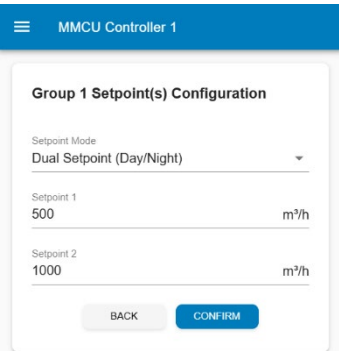 MMCU Controller 1
Group 1 Setpoint(s) Configuration
Setpoint Mode
Dual Setpoint (Day/Night)
Setpoint 1
500 m³/h
Setpoint 2
1000 m³/h
BACK CONFIRM